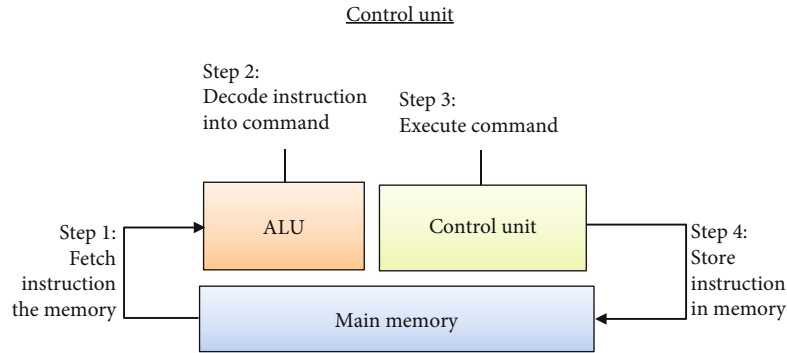 Control unit
Step 2:
Decode instruction
into command
Step 3:
Execute command
ALU
Control unit
Step 1:
Fetch
instruction
the memory
Step 4:
Store
instruction
in memory
Main memory